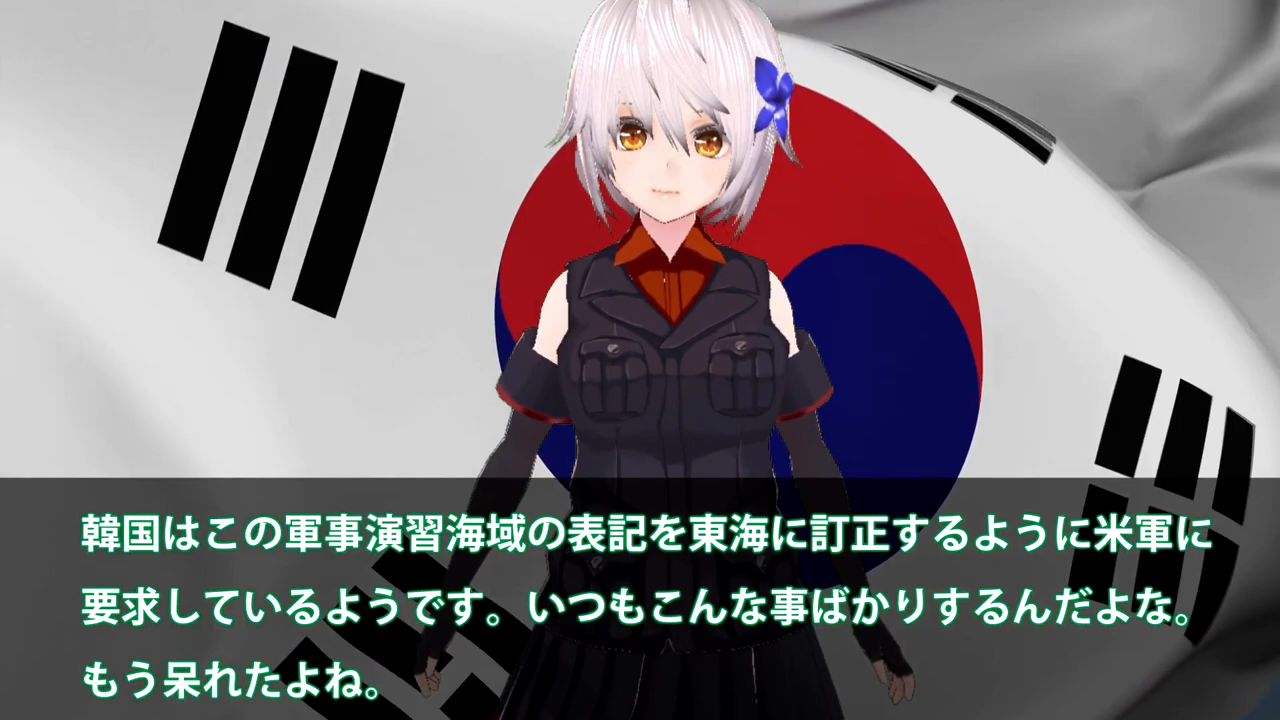 韓国はこの軍事演習海域の表記を東海に訂正するように米軍に
要求しているようです。いつもこんな事ばかりするんだよな。
もう呆れたよね。